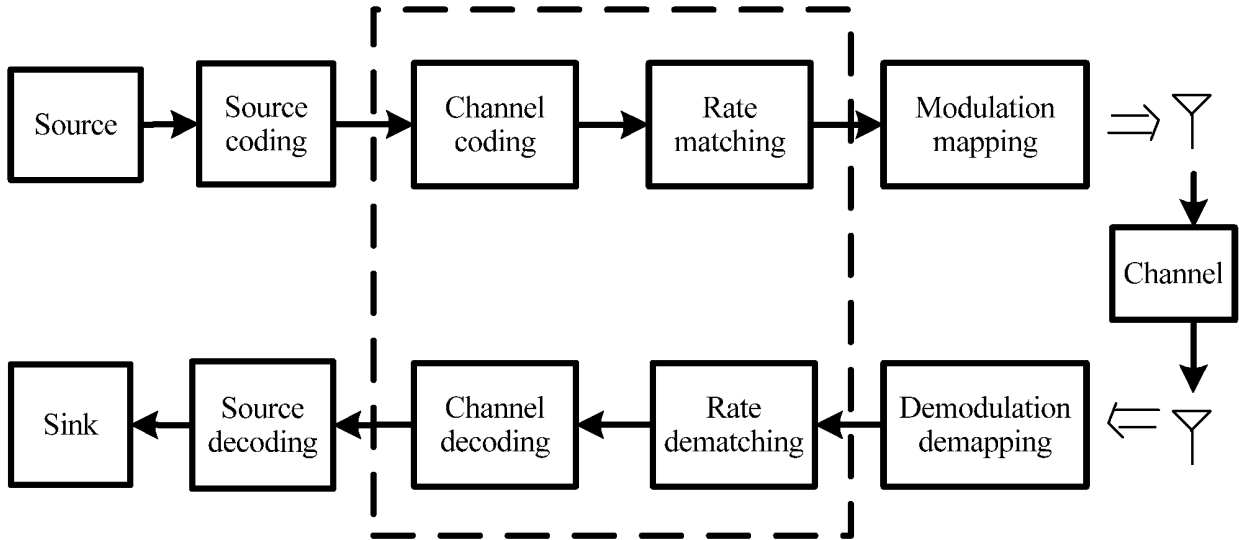 Source
Source
coding
Channel
coding
Rate
matching
Modulation
mapping
Channel
Sink
Source
decoding
Channel
decoding
Rate
dematching
Demodulation
demapping